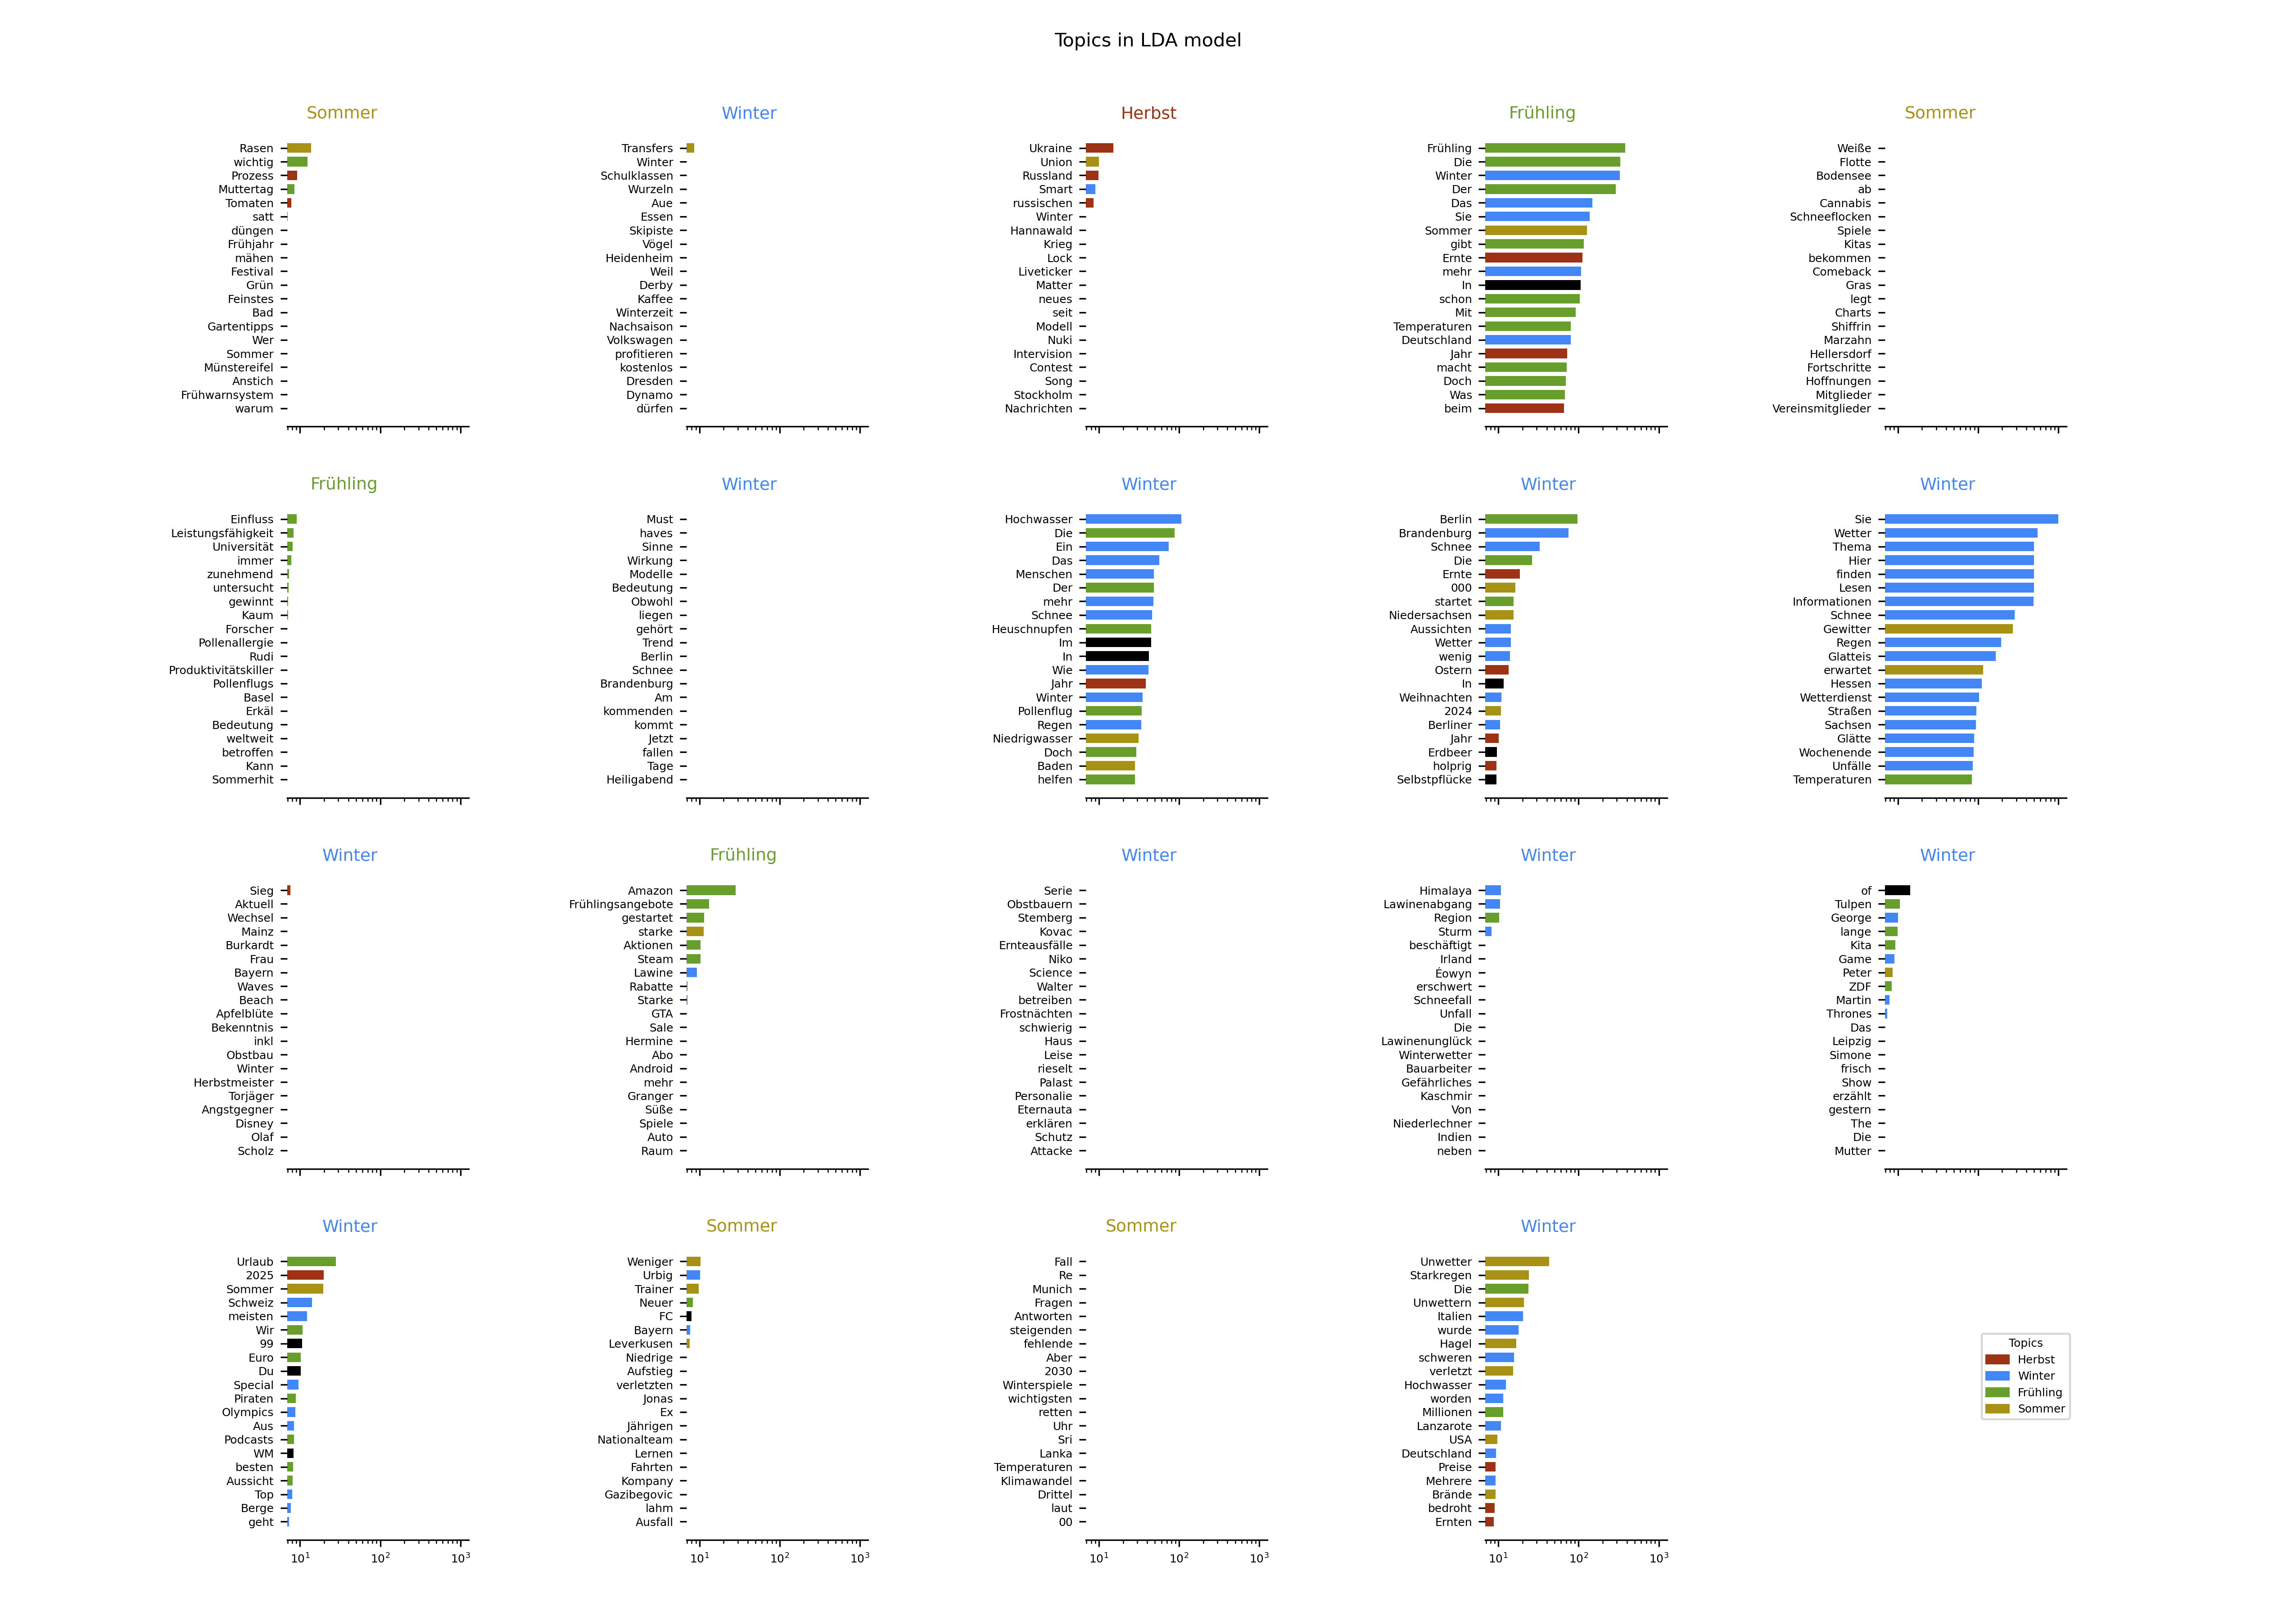 Topics in LDA model
Sommer
Rasen
wichtig
Prozess
Muttertag
Tomaten
satt
düngen
Frühjahr
mähen
Festival
Grün
Feinstes
Bad
Gartentipps
Wer
Sommer
Münstereifel
Anstich
Frühwarnsystem
warum
Winter
Transfers
Winter
Schulklassen
Wurzeln
Aue
Essen
Skipiste
Vögel
Heidenheim
Weil
Derby
Kaffee
Winterzeit
Nachsaison
Volkswagen
profitieren
kostenlos
Dresden
Dynamo
dürfen
Herbst
Ukraine
Union
Russland
Smart
russischen
Winter
Hannawald
Krieg
Lock
Liveticker
Matter
neues
seit
Modell
Nuki
Intervision
Contest
Song
Stockholm
Nachrichten
Frühling
Frühling
Die
Winter
Der
Das
Sie
Sommer
gibt
Ernte
mehr
In
schon
Mit
Temperaturen
Deutschland
Jahr
macht
Doch
Was
beim
Sommer
Weiße
Flotte
Bodensee
ab
Cannabis
Schneeflocken
Spiele
Kitas
bekommen
Comeback
Gras
legt
Charts
Shiffrin
Marzahn
Hellersdorf
Fortschritte
Hoffnungen
Mitglieder
Vereinsmitglieder
Frühling
Einfluss
Leistungsfähigkeit
Universität
immer
zunehmend
untersucht
gewinnt
Kaum
Forscher
Pollenallergie
Rudi
Produktivitätskiller
Pollenflugs
Basel
Erkäl
Bedeutung
weltweit
betroffen
Kann
Sommerhit
Winter
Must
haves
Sinne
Wirkung
Modelle
Bedeutung
Obwohl
liegen
gehört
Trend
Berlin
Schnee
Brandenburg
Am
kommenden
kommt
Jetzt
fallen
Tage
Heiligabend
Winter
Hochwasser
Die
Ein
Das
Menschen
Der
mehr
Schnee
Heuschnupfen
Im
In
Wie
Jahr
Winter
Pollenflug
Regen
Niedrigwasser
Doch
Baden
helfen
Winter
Berlin
Brandenburg
Schnee
Die
Ernte
000
startet
Niedersachsen
Aussichten
Wetter
wenig
Ostern
In
Weihnachten
2024
Berliner
Jahr
Erdbeer
holprig
Selbstpflücke
Winter
Sie
Wetter
Thema
Hier
finden
Lesen
Informationen
Schnee
Gewitter
Regen
Glatteis
erwartet
Hessen
Wetterdienst
Straßen
Sachsen
Glätte
Wochenende
Unfälle
Temperaturen
Winter
Sieg
Aktuell
Wechsel
Mainz
Burkardt
Frau
Bayern
Waves
Beach
Apfelblüte
Bekenntnis
inkl
Obstbau
Winter
Herbstmeister
Torjäger
Angstgegner
Disney
Olaf
Scholz
Frühling
Amazon
Frühlingsangebote
gestartet
starke
Aktionen
Steam
Lawine
Rabatte
Starke
GTA
Sale
Hermine
Abo
Android
mehr
Granger
Süße
Spiele
Auto
Raum
Winter
Serie
Obstbauern
Stemberg
Kovac
Ernteausfälle
Niko
Science
Walter
betreiben
Frostnächten
schwierig
Haus
Leise
rieselt
Palast
Personalie
Eternauta
erklären
Schutz
Attacke
Winter
Himalaya
Lawinenabgang
Region
Sturm
beschäftigt
Irland
Éowyn
erschwert
Schneefall
Unfall
Die
Lawinenunglück
Winterwetter
Bauarbeiter
Gefährliches
Kaschmir
Von
Niederlechner
Indien
neben
Winter
of
Tulpen
George
lange
Kita
Game
Peter
ZDF
Martin
Thrones
Das
Leipzig
Simone
frisch
Show
erzählt
gestern
The
Die
Mutter
Winter
Urlaub
2025
Sommer
Schweiz
meisten
Wir
99
Euro
Du
Special
Piraten
Olympics
Aus
Podcasts
WM
besten
Aussicht
Top
Berge
geht
10¹ 10² 10³
Sommer
Weniger
Urbig
Trainer
Neuer
FC
Bayern
Leverkusen
Niedrige
Aufstieg
verletzten
Jonas
Ex
Jährigen
Nationalteam
Lernen
Fahrten
Kompany
Gazibegovic
lahm
Ausfall
10¹ 10² 10³
Sommer
Fall
Re
Munich
Fragen
Antworten
steigenden
fehlende
Aber
2030
Winterspiele
wichtigsten
retten
Uhr
Sri
Lanka
Temperaturen
Klimawandel
Drittel
laut
00
10¹ 10² 10³
Winter
Unwetter
Starkregen
Die
Unwettern
Italien
wurde
Hagel
schweren
verletzt
Hochwasser
worden
Millionen
Lanzarote
USA
Deutschland
Preise
Mehrere
Brände
bedroht
Ernten
10¹ 10² 10³
Topics
Herbst
Winter
Frühling
Sommer